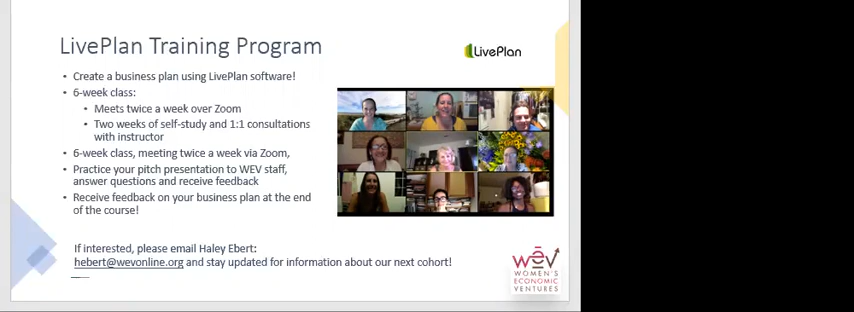 LivePlan Training Program
LivePlan
• Create a business plan using LivePlan software!
• 6-week class:
• Meets twice a week over Zoom
• Two weeks of self-study and 1:1 consultations
with instructor
• 6-week class, meeting twice a week via Zoom,
• Practice your pitch presentation to WEV staff,
answer questions and receive feedback
• Receive feedback on your business plan at the end
of the course!
If interested, please email Haley Ebert:
hebert@wevonline.org and stay updated for information about our next cohort!
wev
WOMEN'S
ECONOMIC
VENTURES